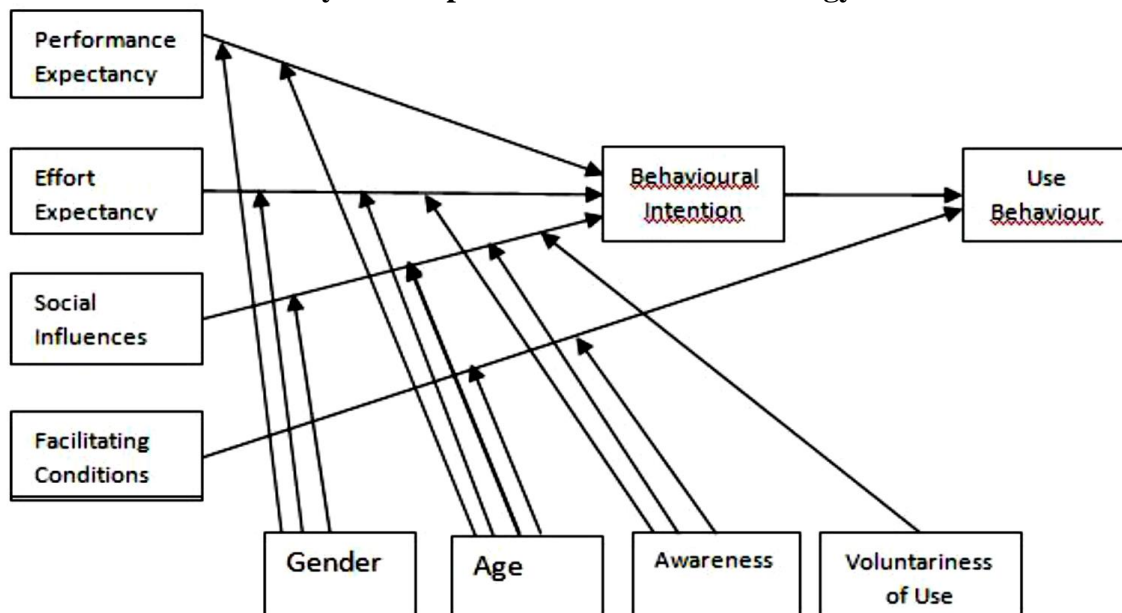 Performance
Expectancy
Effort
Expectancy
Behavioural
Intention
Use
Behaviour
Social
Influences
Facilitating
Conditions
Gender
Age
Awareness
Voluntariness
of Use